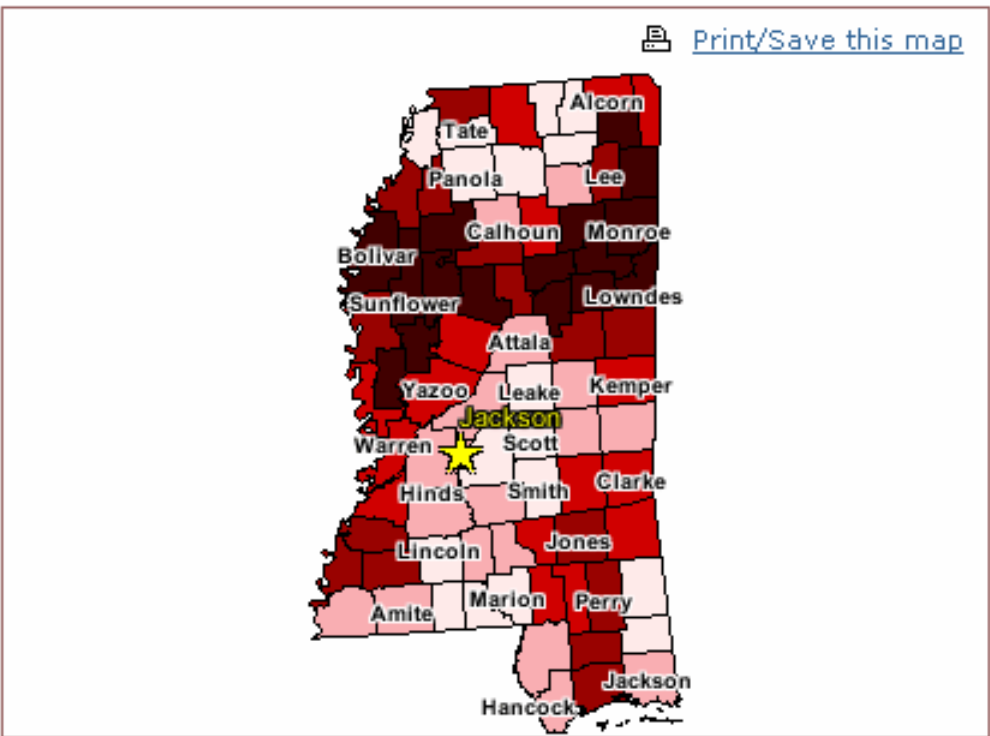 Print/Save this map
Alcorn
Tate
Panola
Lee
Calhoun
Monroe
Bolivar
Sunflower
Lowndes
Attala
Yazoo
Leake
Kemper
Jackson
Warren
Scott
Hinds
Smith
Clarke
Lincoln
Jones
Amite
Marion
Perry
Jackson
Hancock